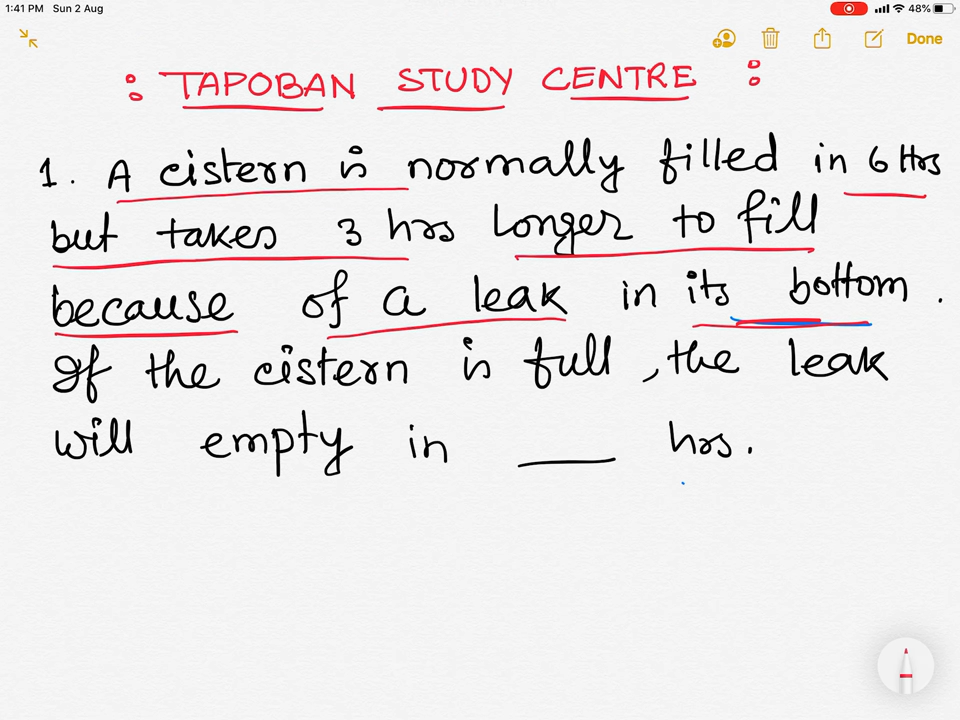 1:41 PM Sun 2 Aug 48%
Done
: TAPOBAN STUDY CENTRE :
1. A cistern is normally filled in 6 Hrs
but takes 3 hrs longer to fill
because of a leak in its bottom.
If the cistern is full, the leak
will empty in ___ hrs.